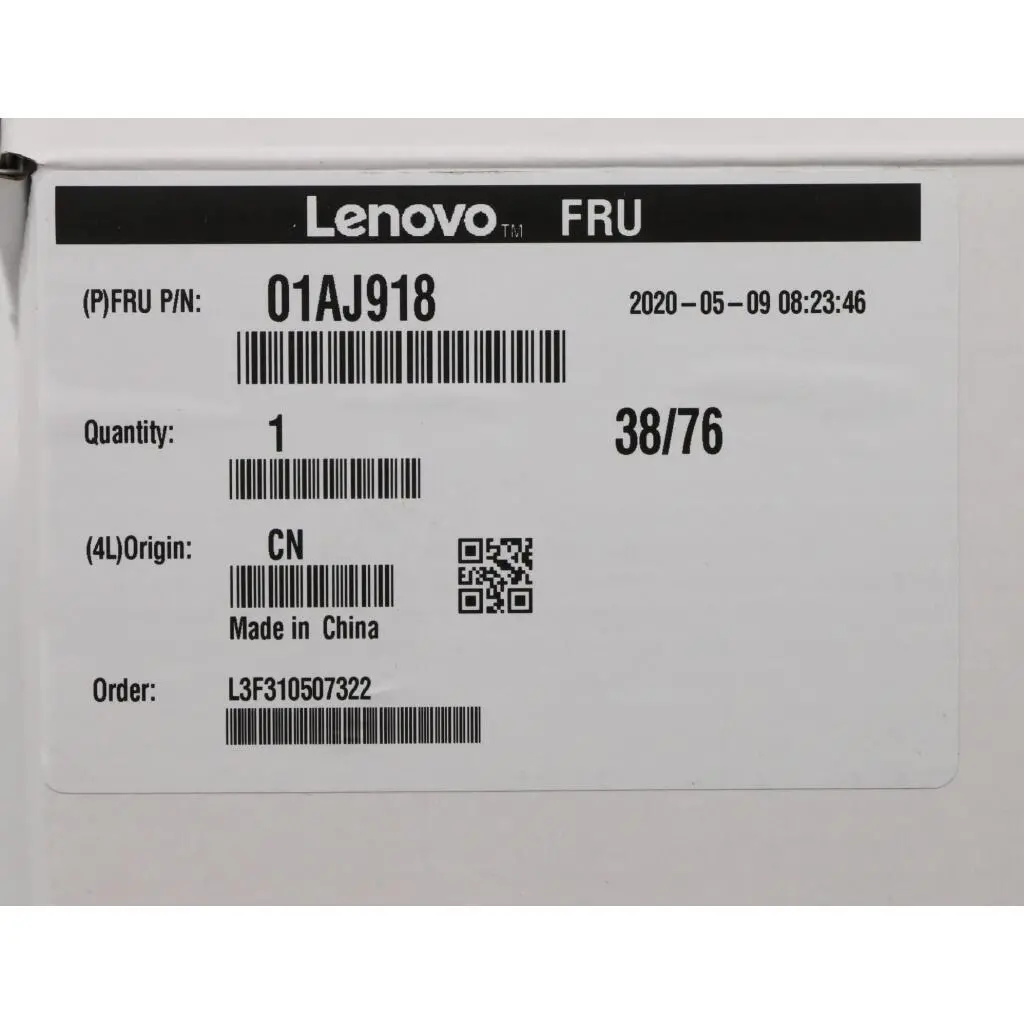 Lenovo™ FRU
(P)FRU P/N: 01AJ918 2020-05-09 08:23:46
Quantity: 1 38/76
(4L)Origin: CN
Made in China
Order: L3F310507322